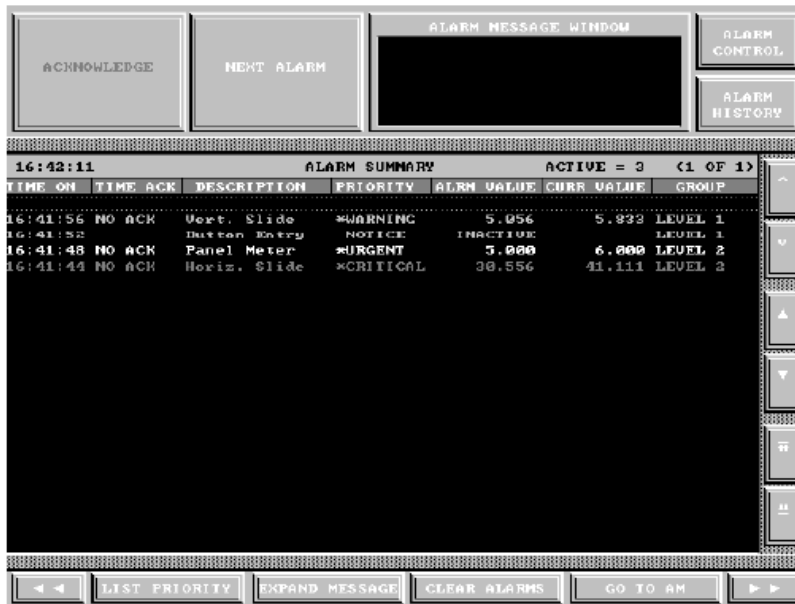 ACKNOWLEDGE
NEXT ALARM
ALARM MESSAGE WINDOW
ALARM CONTROL
ALARM HISTORY
16:42:11 ALARM SUMMARY ACTIVE = 3 (1 OF 1)
TIME ON TIME ACK DESCRIPTION PRIORITY ALRM VALUE CURR VALUE GROUP
16:41:56 NO ACK Vert. Slide *WARNING 5.056 5.833 LEVEL 1
16:41:52 Button Entry NOTICE INACTIVE LEVEL 1
16:41:48 NO ACK Panel Meter *URGENT 5.000 6.000 LEVEL 2
16:41:44 NO ACK Horiz. Slide *CRITICAL 30.556 41.111 LEVEL 2
LIST PRIORITY EXPAND MESSAGE CLEAR ALARMS GO TO AM